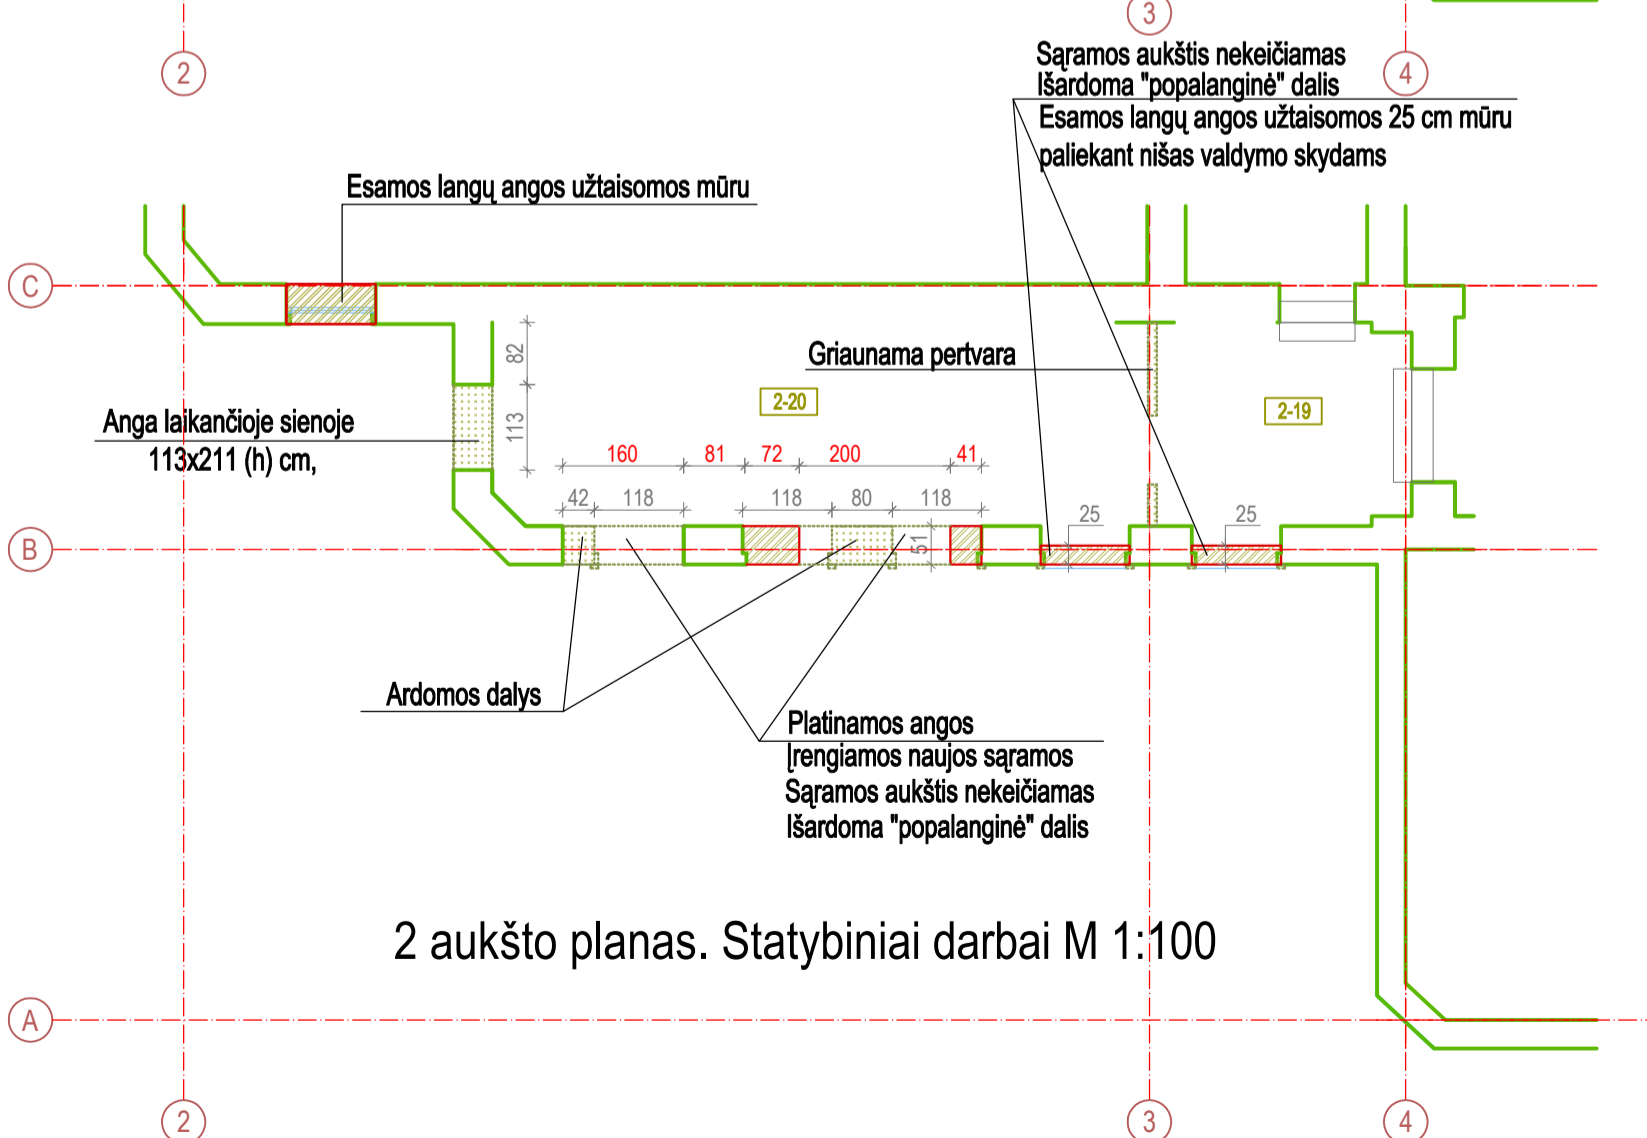 3
2
4
Sąramos aukštis nekeičiamas
Išardoma "popalanginė" dalis
Esamos langų angos užtaisomos 25 cm mūru
paliekant nišas valdymo skydams
Esamos langų angos užtaisomos mūru
C
82
Griaunama pertvara
2-20
2-19
113
Anga laikančioje sienoje
113x211 (h) cm,
160 81 72 200 41
42 118 118 80 118
25 25
51
B
Ardomos dalys
Platinamos angos
Įrengiamos naujos sąramos
Sąramos aukštis nekeičiamas
Išardoma "popalanginė" dalis
2 aukšto planas. Statybiniai darbai M 1:100
A
2 3 4